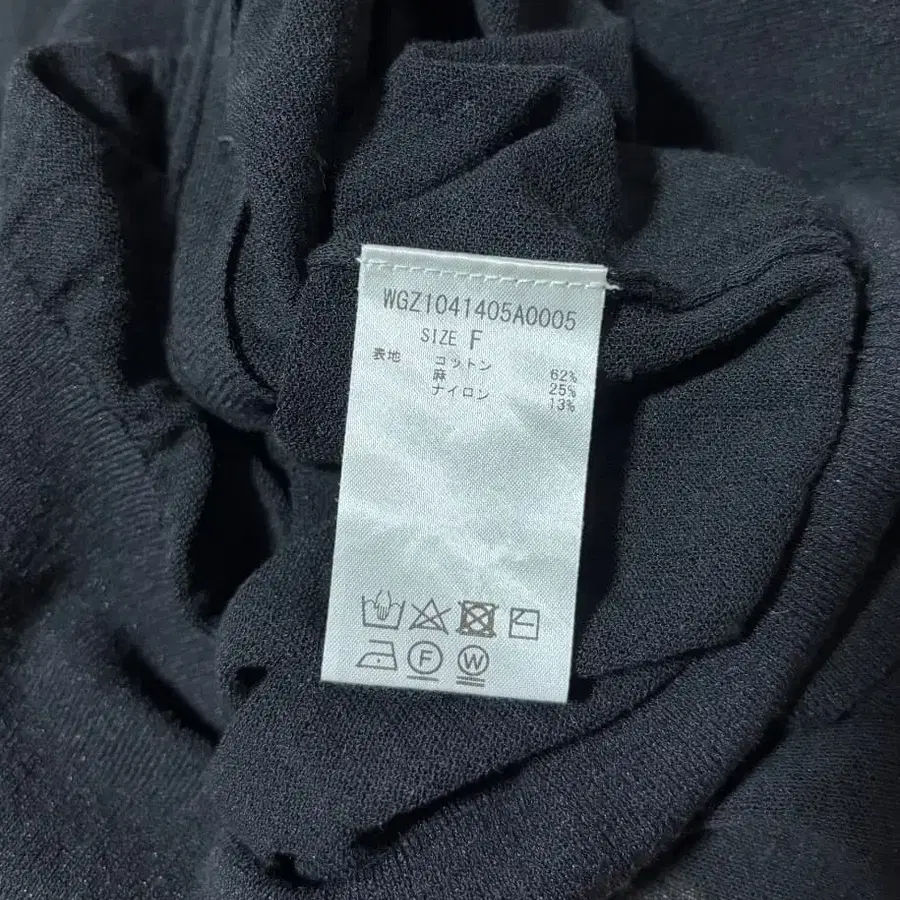 WGZ1041405A0005
SIZE F
表地 コットン 62%
麻 25%
ナイロン 13%
F W